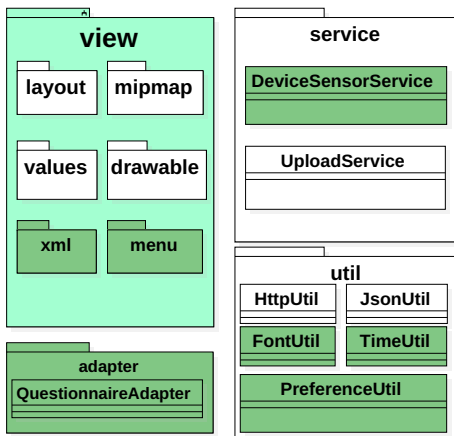 view
layout mipmap
values drawable
xml menu
adapter
QuestionnaireAdapter
service
DeviceSensorService
UploadService
util
HttpUtil JsonUtil
FontUtil TimeUtil
PreferenceUtil